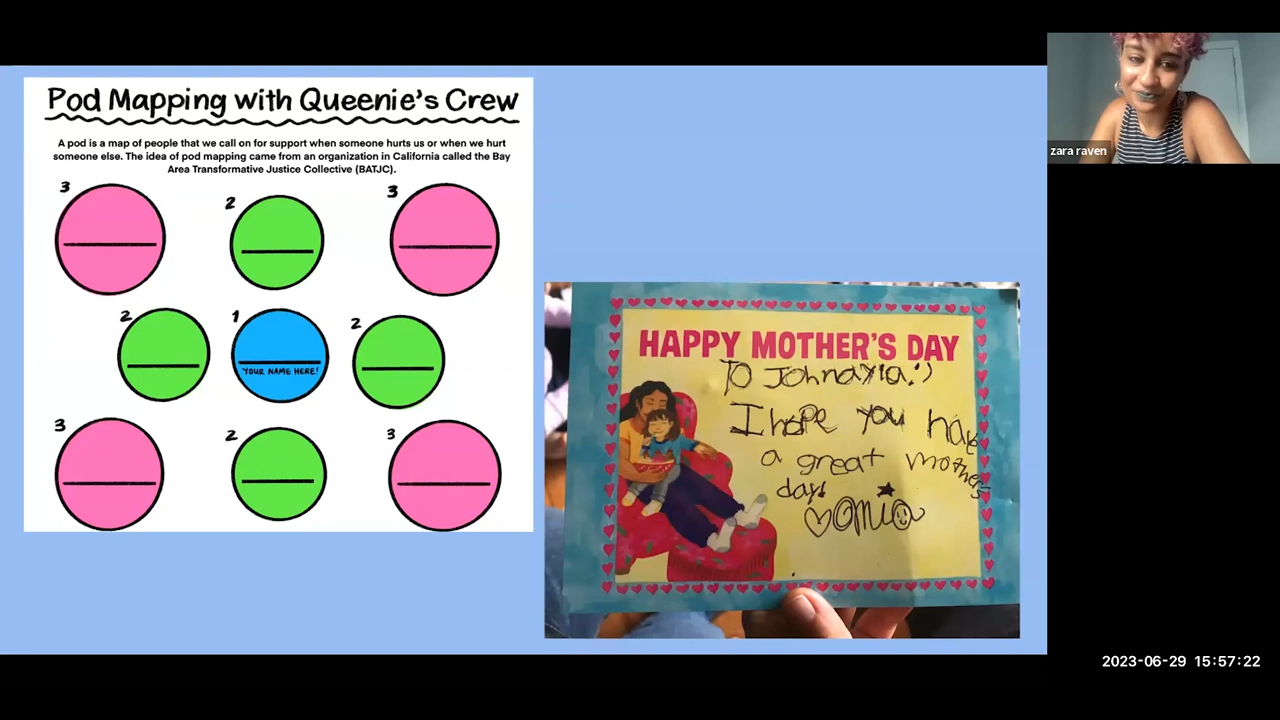 Pod Mapping with Queenie's Crew
A pod is a map of people that we call on for support when someone hurts us or when we hurt
someone else. The idea of pod mapping came from an organization in California called the Bay
Area Transformative Justice Collective (BATJC).
3
2
3
2
1
2
YOUR NAME HERE!
3
2
3
HAPPY MOTHER'S DAY
To Johnaxia :)
I hope you have
a great mothers
day!
omia
zara raven
2023-06-29 15:57:22